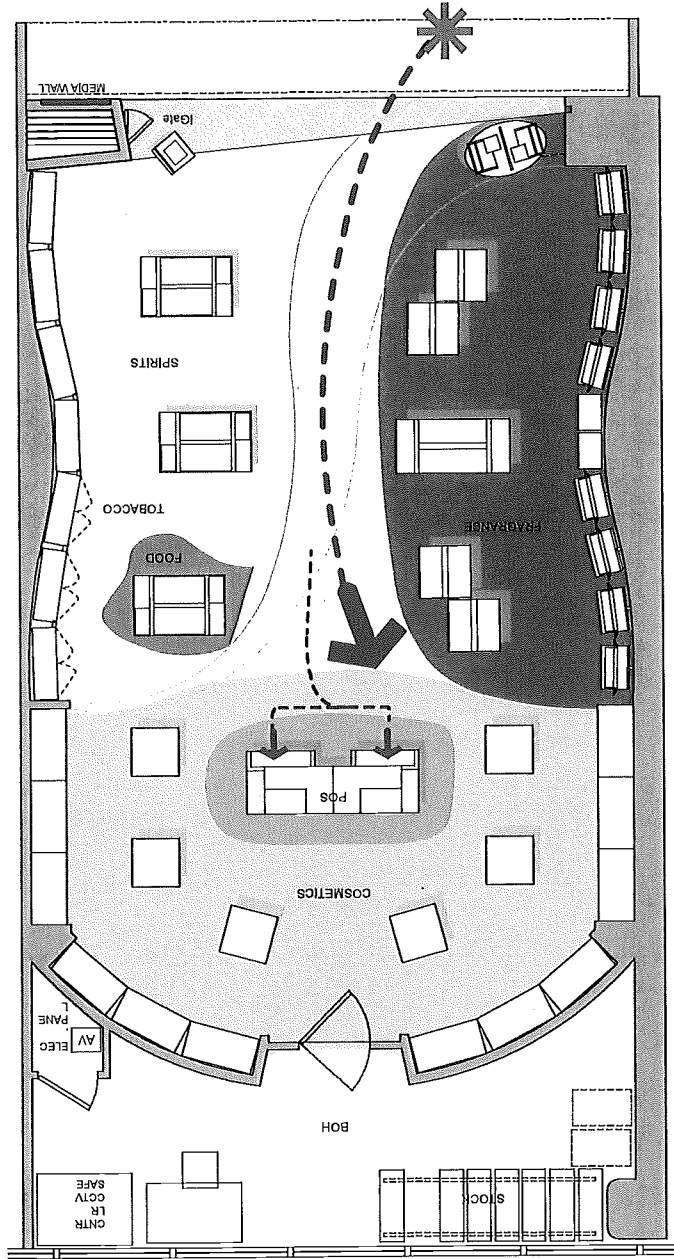 MEDIA WALL
iGate
SPIRITS
TOBACCO
FOOD
FRAGRANCE
POS
COSMETICS
ELEC.
PANE
L
AV
BOH
STOCK
CNTR
LR
CCTV
SAFE